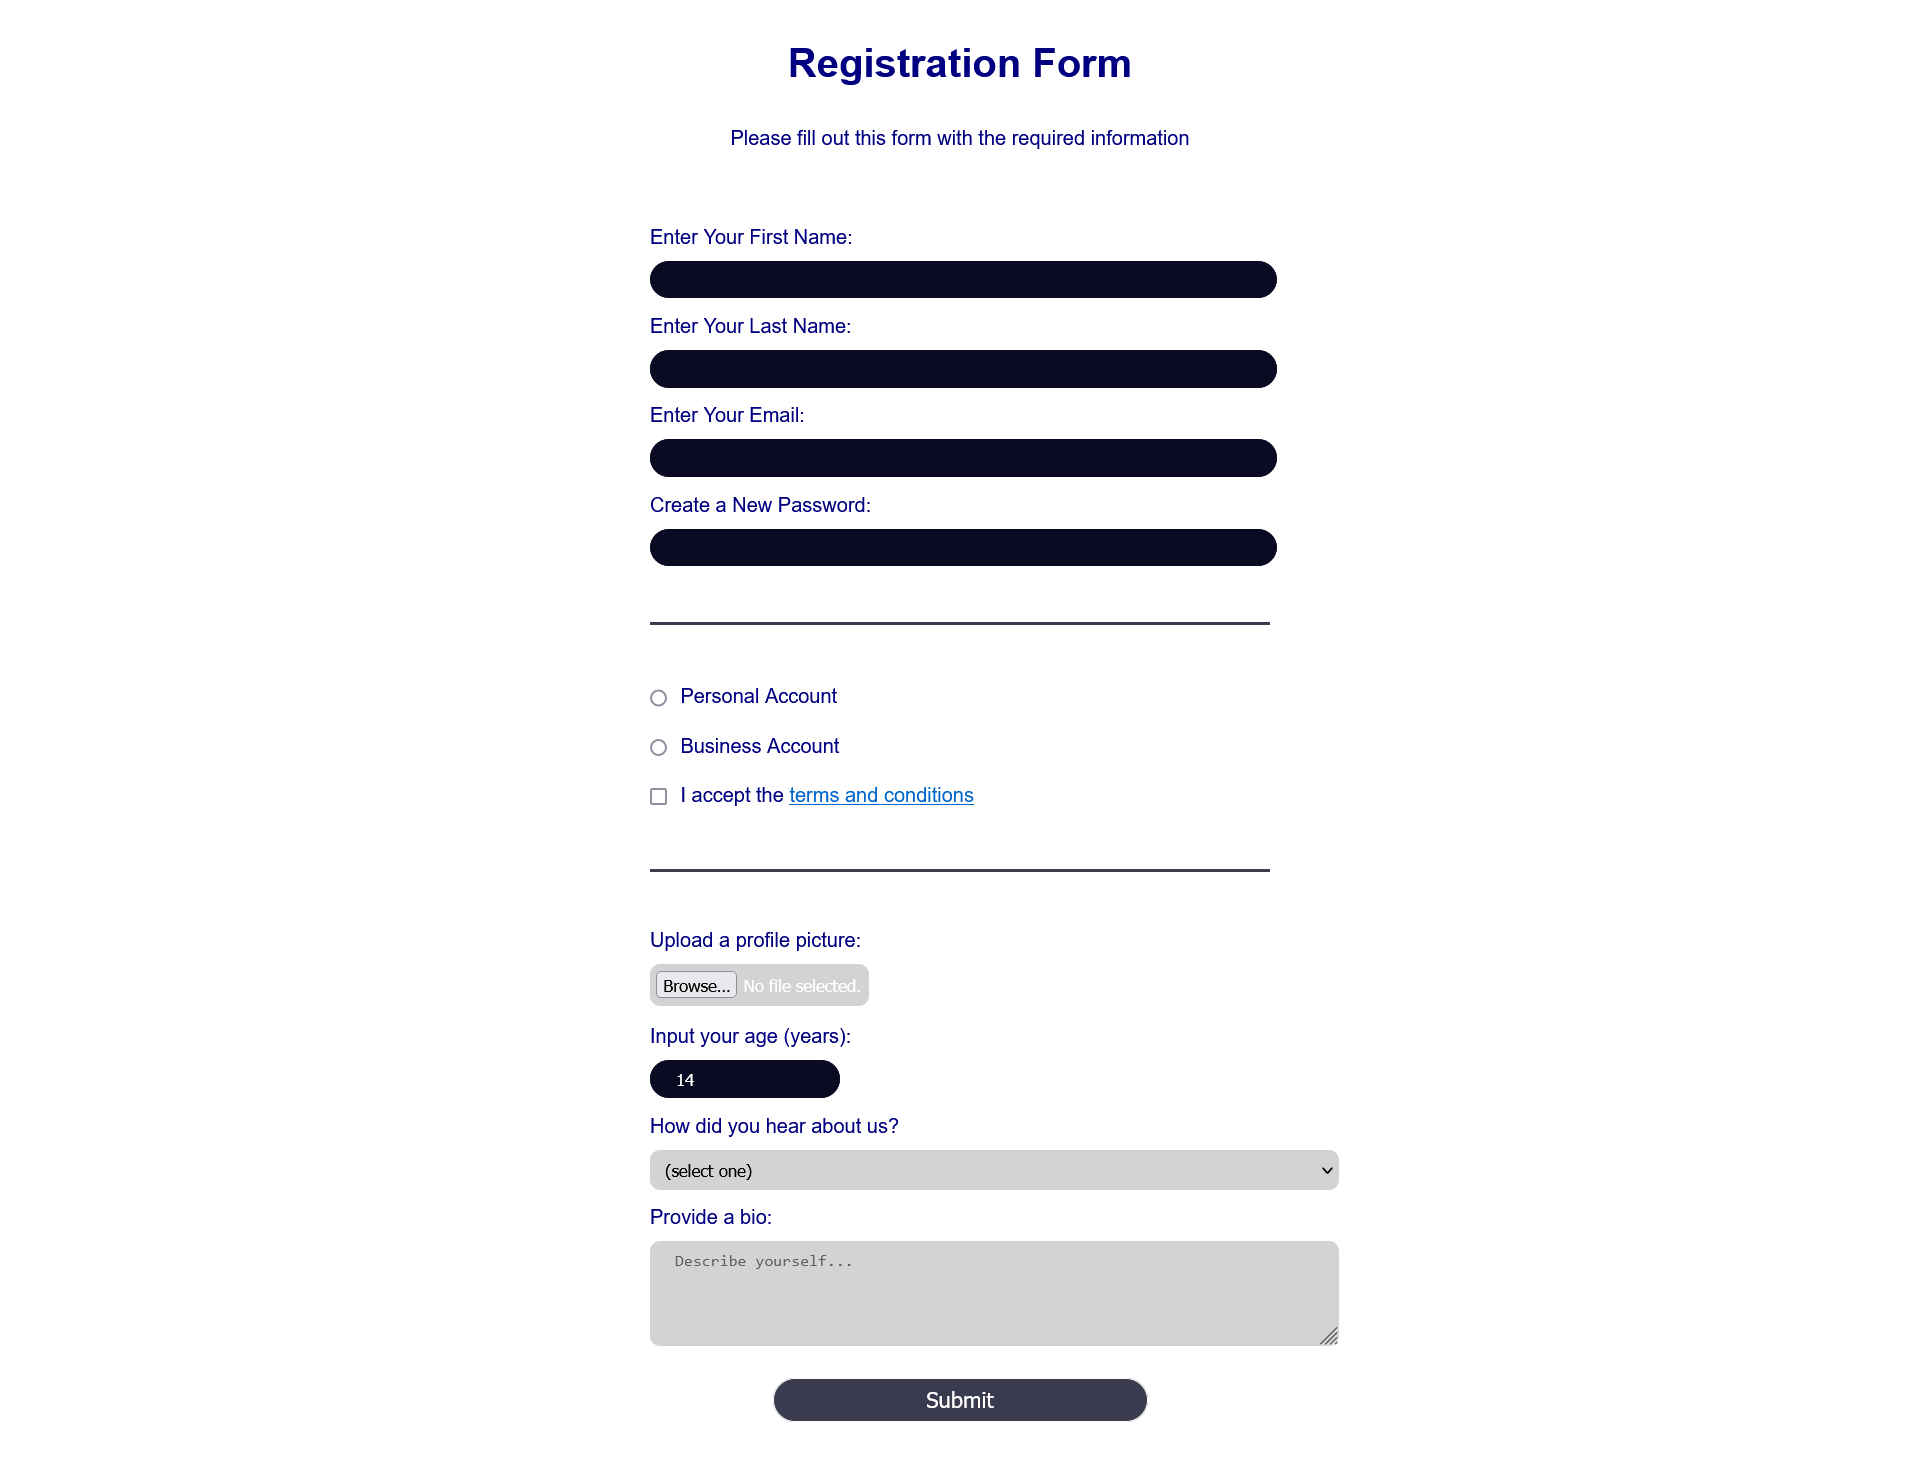 Registration Form
Please fill out this form with the required information
Enter Your First Name:
Enter Your Last Name:
Enter Your Email:
Create a New Password:
Personal Account
Business Account
I accept the terms and conditions
Upload a profile picture:
Browse... No file selected.
Input your age (years):
14
How did you hear about us?
(select one)
Provide a bio:
Describe yourself...
Submit